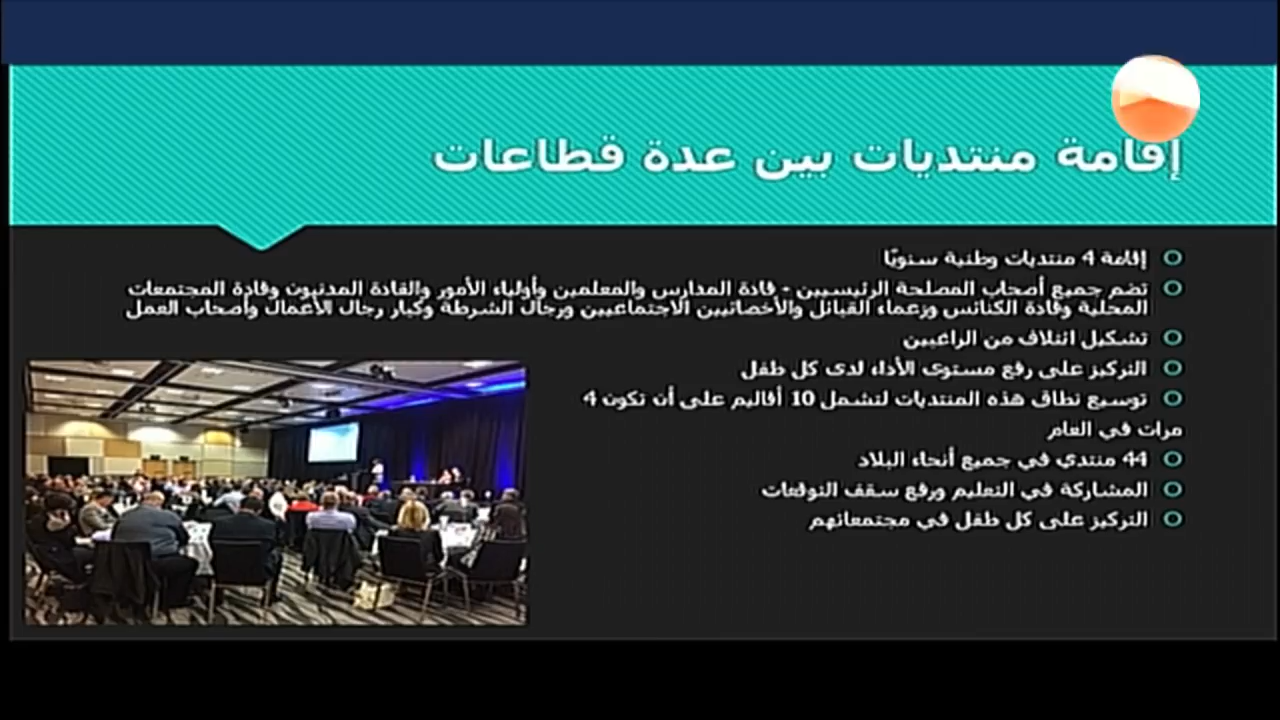 إقامة منتديات بين عدة قطاعات
إقامة 4 منتديات وطنية سنويًا
تضم جميع أصحاب المصلحة الرئيسيين - قادة المدارس والمعلمين وأولياء الأمور والقادة المدنيون وقادة المجتمعات
المحلية وقادة الكنائس وزعماء القبائل والأخصائيين الاجتماعيين ورجال الشرطة وكبار رجال الأعمال وأصحاب العمل
تشكيل ائتلاف من الراغبين
التركيز على رفع مستوى الأداء لدى كل طفل
توسيع نطاق هذه المنتديات لتشمل 10 أقاليم على أن تكون 4
مرات في العام
44 منتدي في جميع أنحاء البلاد
المشاركة في التعليم ورفع سقف التوقعات
التركيز على كل طفل في مجتمعاتهم